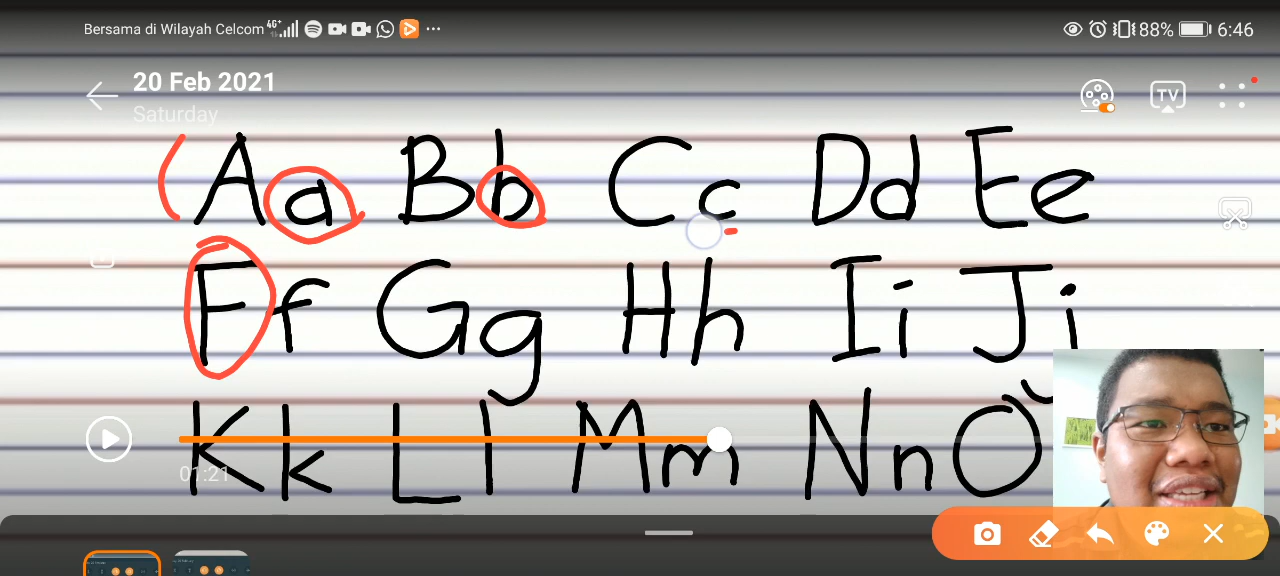 Bersama di Wilayah Celcom 4G+ 88% 6:46
20 Feb 2021
TV
Saturday
Aa Bb Cc Dd Ee
Ff Gg Hh Ii Jj
Kk Ll Mm Nn O
01:21